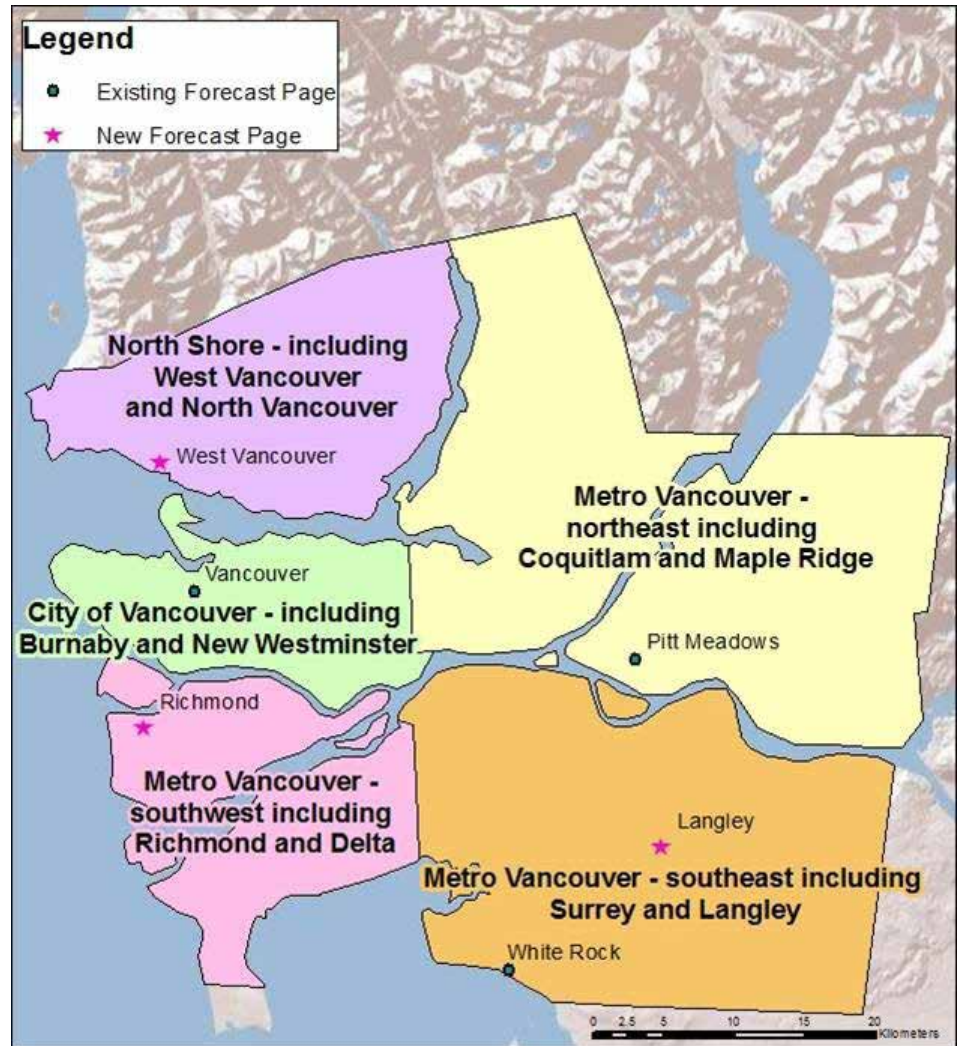 Legend
Existing Forecast Page
New Forecast Page
North Shore - including
West Vancouver
and North Vancouver
West Vancouver
Metro Vancouver -
northeast including
Coquitlam and Maple Ridge
Vancouver
City of Vancouver - including
Burnaby and New Westminster
Pitt Meadows
Richmond
Metro Vancouver -
southwest including
Richmond and Delta
Langley
Metro Vancouver - southeast including
Surrey and Langley
White Rock
0 2.5 5 10 15 20
Kilometers